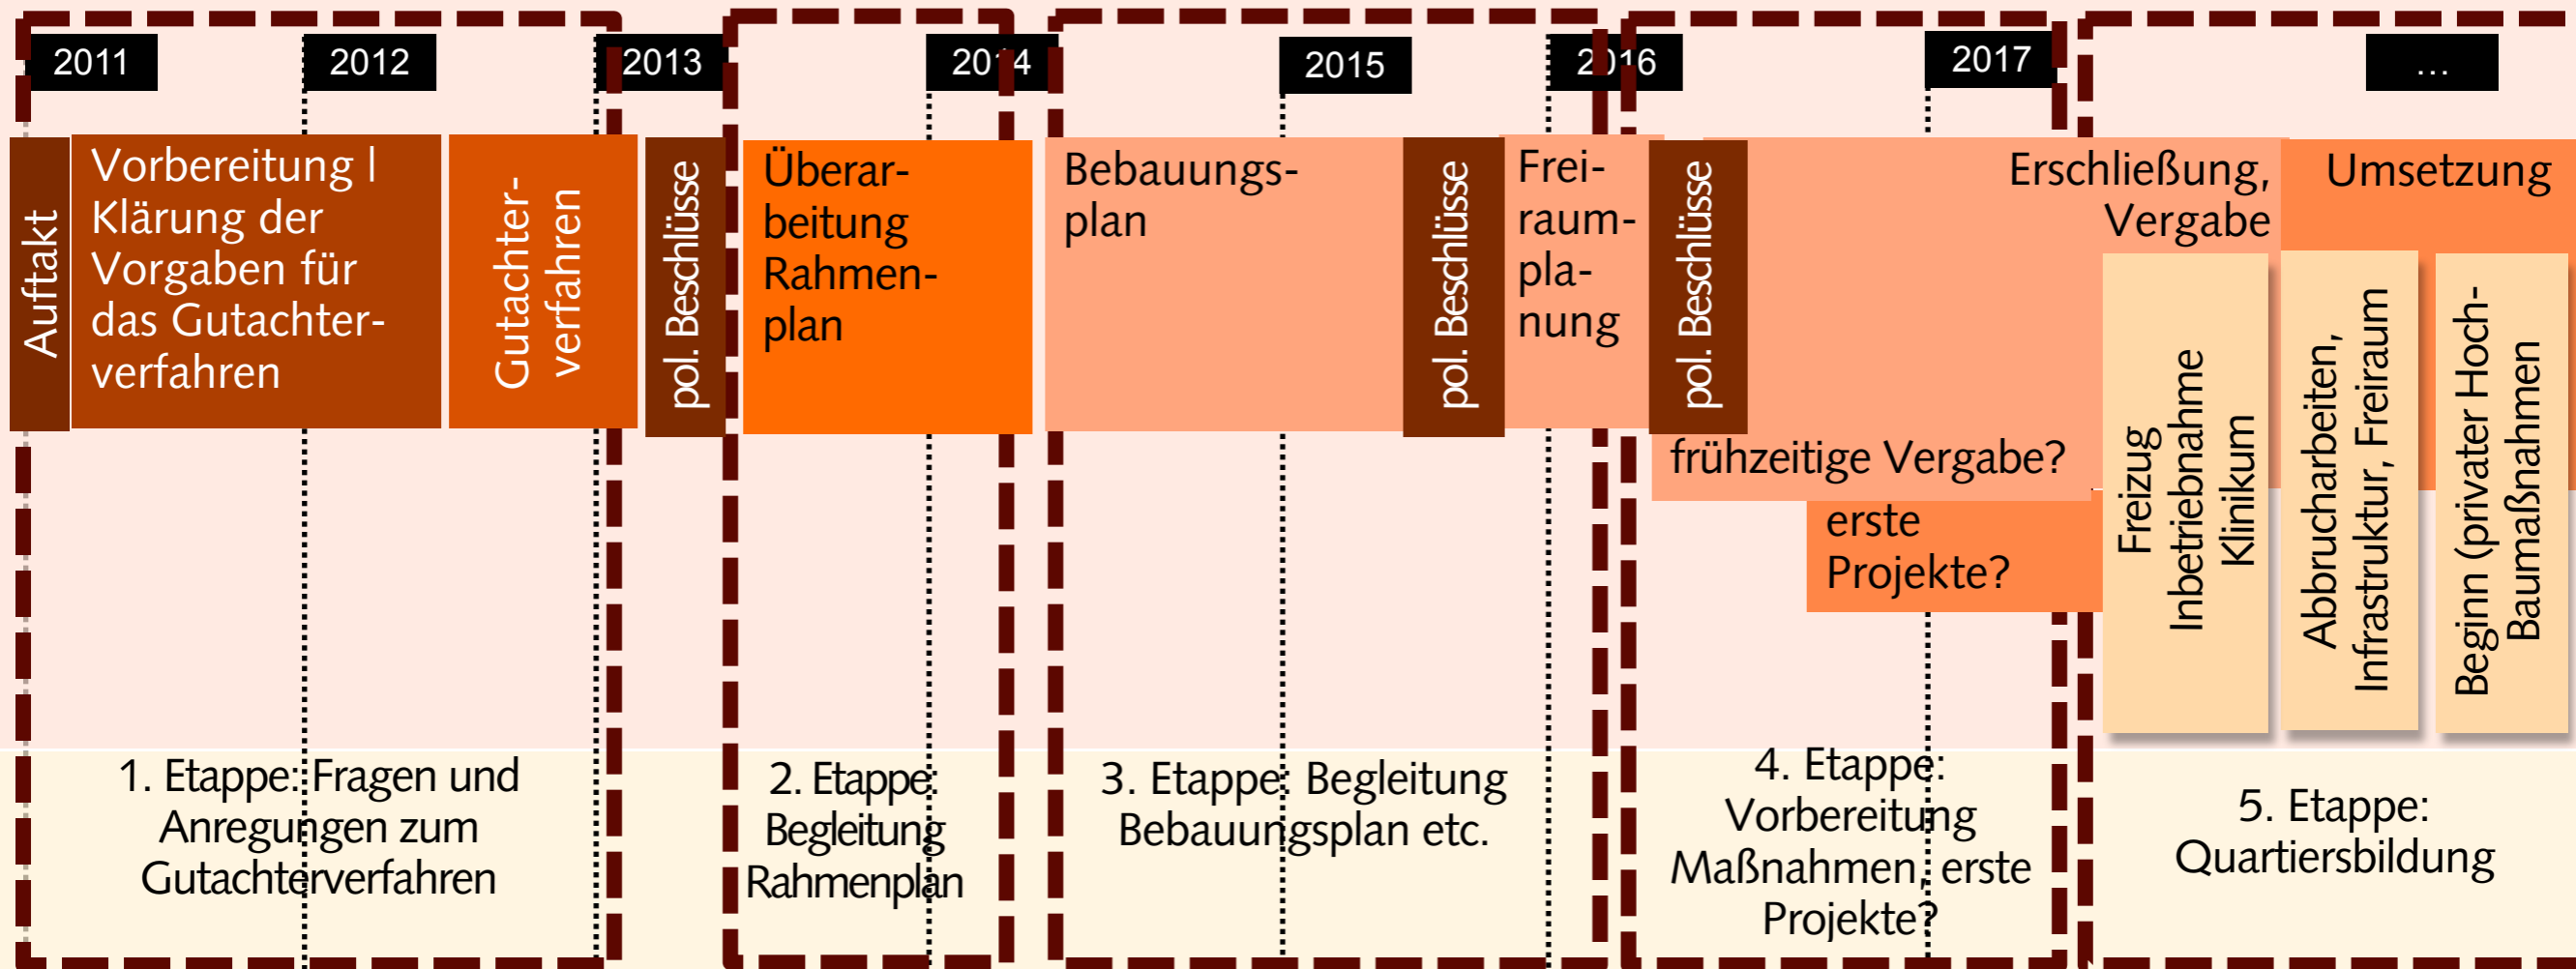 2011
2012
2013
2014
2015
2016
2017
...
Auftakt
Vorbereitung |
Klärung der
Vorgaben für
das Gutachter-
verfahren
Gutachter-
verfahren
pol. Beschlüsse
Überar-
beitung
Rahmen-
plan
Bebauungs-
plan
pol. Beschlüsse
Frei-
raum-
pla-
nung
pol. Beschlüsse
Erschließung,
Vergabe
Umsetzung
frühzeitige Vergabe?
erste
Projekte?
Freizug
Inbetriebnahme
Klinikum
Abbrucharbeiten,
Infrastruktur, Freiraum
Beginn (privater Hoch-
Baumaßnahmen
1. Etappe: Fragen und
Anregungen zum
Gutachterverfahren
2. Etappe:
Begleitung
Rahmenplan
3. Etappe: Begleitung
Bebauungsplan etc.
4. Etappe:
Vorbereitung
Maßnahmen, erste
Projekte?
5. Etappe:
Quartiersbildung